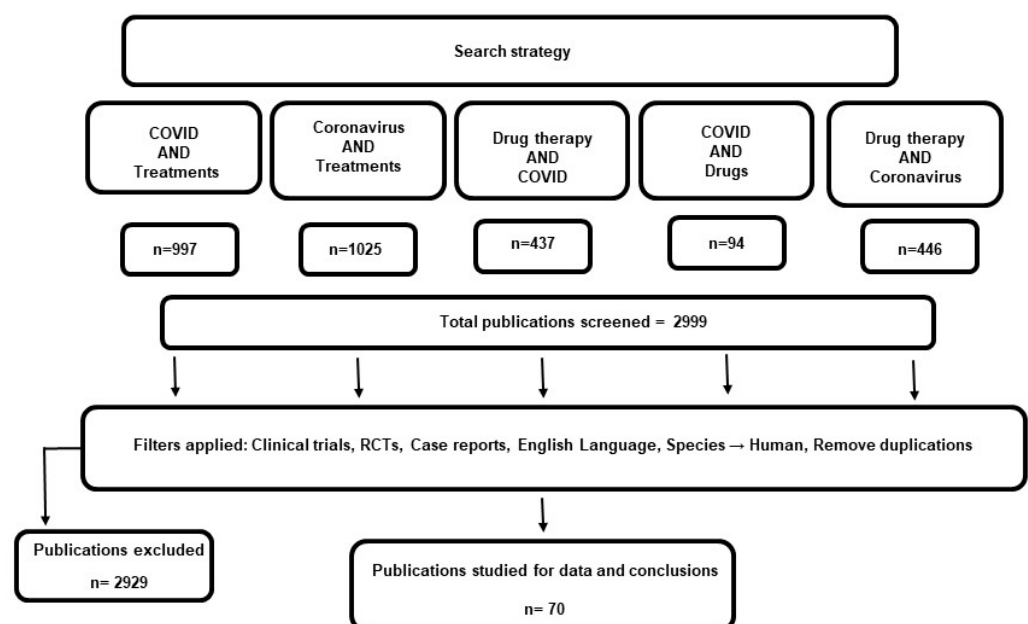 Search strategy
COVID
AND
Treatments
Coronavirus
AND
Treatments
Drug therapy
AND
COVID
COVID
AND
Drugs
Drug therapy
AND
Coronavirus
n=997
n=1025
n=437
n=94
n=446
Total publications screened = 2999
Filters applied: Clinical trials, RCTs, Case reports, English Language, Species → Human, Remove duplications
Publications excluded
n= 2929
Publications studied for data and conclusions
n= 70